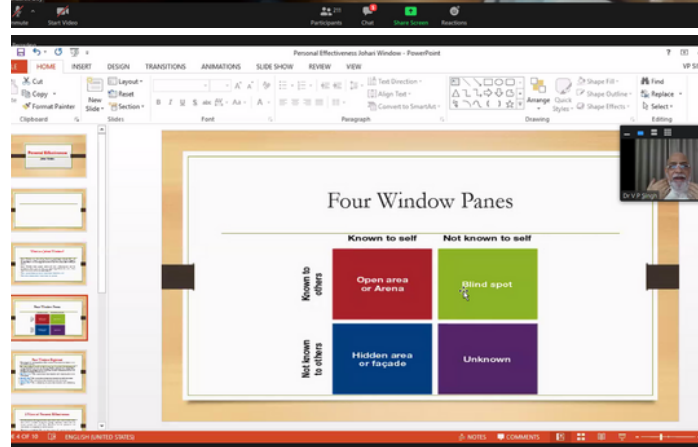 Start Video
Participants
Chat
Share Screen
Reactions
Personal Effectiveness Johari Window - PowerPoint
HOME INSERT DESIGN TRANSITIONS ANIMATIONS SLIDE SHOW REVIEW VIEW
Cut
Copy
Format Painter
Clipboard
New
Slide
Layout
Reset
Section
Slides
Font
Text Direction
Align Text
Convert to SmartArt
Paragraph
Arrange
Quick
Styles
Shape Fill
Shape Outline
Shape Effects
Drawing
Find
Replace
Select
Editing
Dr V P Singh
Four Window Panes
Known to self Not known to self
Known to
others
Open area
or Arena
Blind spot
Not known
to others
Hidden area
or façade
Unknown
4 OF 10 ENGLISH (UNITED STATES) NOTES COMMENTS